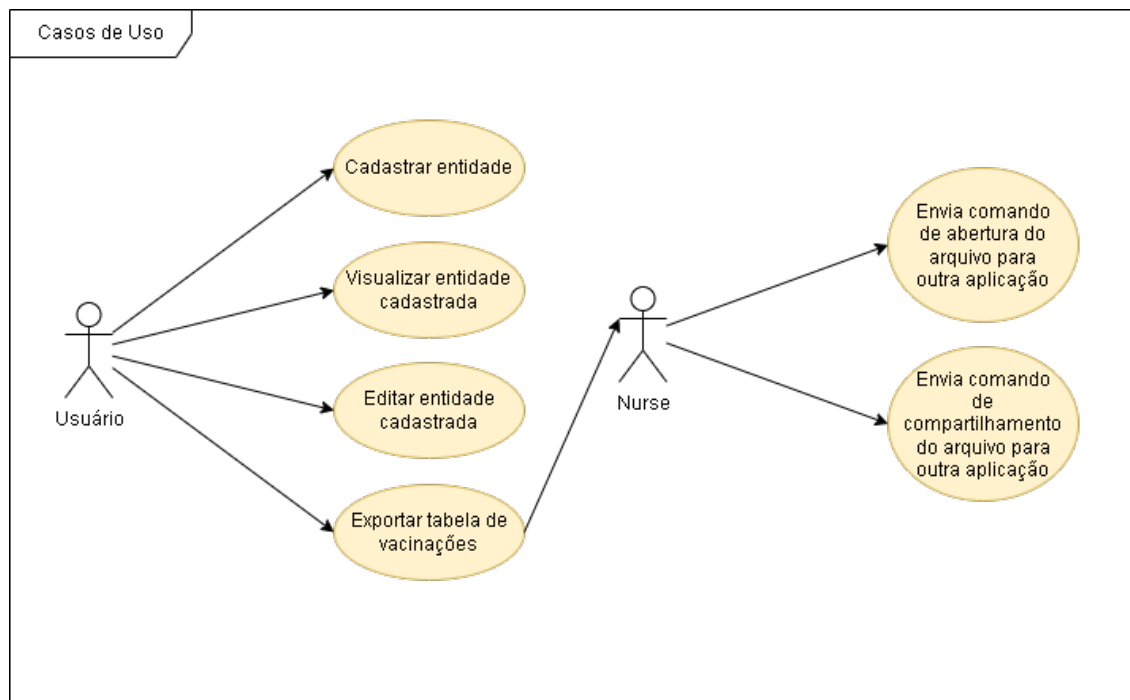 Casos de Uso
Cadastrar entidade
Visualizar entidade
cadastrada
Editar entidade
cadastrada
Exportar tabela de
vacinações
Usuário
Nurse
Envia comando
de abertura do
arquivo para
outra aplicação
Envia comando
de
compartilhamento
do arquivo para
outra aplicação